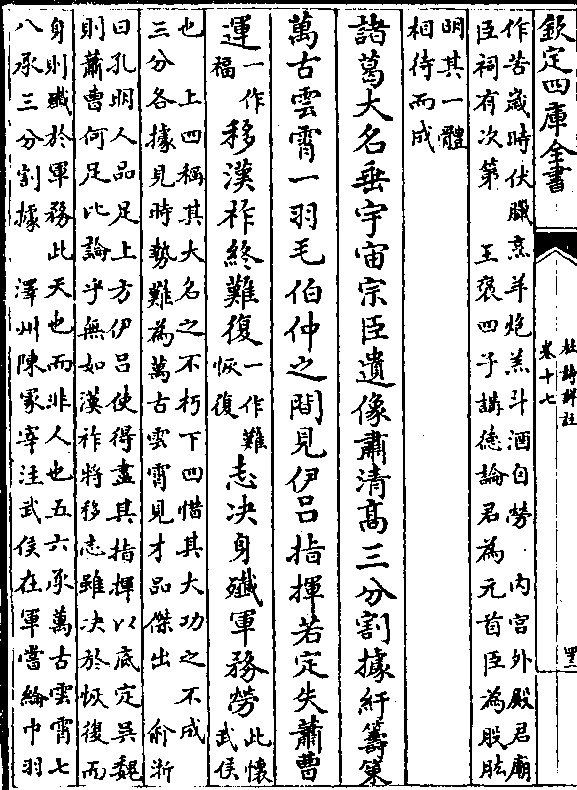 欽定四庫全書
杜詩詳註
卷十七
作苦歲時伏臘烹羊炮羔斗酒自勞 内宫外殿君廟
臣祠有次第 王褒四子講德論君為元首臣為股肱
明其一體
相待而成
諸葛大名垂宇宙宗臣遺像肅清高三分割據紆籌策
萬古雲霄一羽毛伯仲之間見伊吕指揮若定失蕭曹
運一作福移漢祚終難復一作難恢復志决身殲軍務勞此懷武侯
也 上四稱其大名之不朽下四惜其大功之不成
三分各據見時勢難為萬古雲霄見才品傑出 俞浙
曰孔明人品足上方伊吕使得盡其指揮以底定吳魏
則蕭曹何足比論乎無如漢祚將移志雖决於恢復而
身則殲於軍務此天也而非人也五六承萬古雲霄七
八承三分割據 澤州陳冢宰注武侯在軍嘗綸巾羽